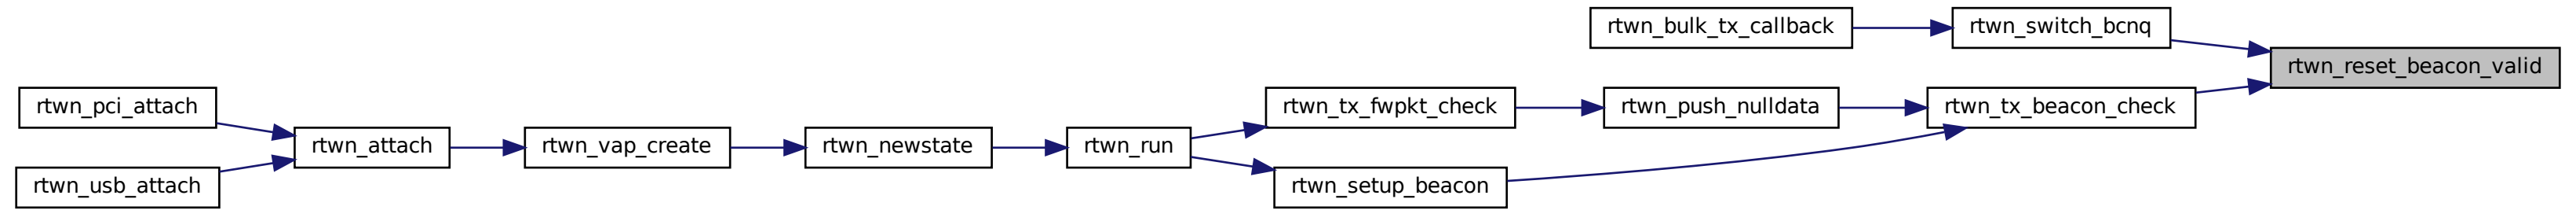 rtwn_bulk_tx_callback
rtwn_switch_bcnq
rtwn_reset_beacon_valid
rtwn_pci_attach
rtwn_tx_fwpkt_check
rtwn_push_nulldata
rtwn_tx_beacon_check
rtwn_attach
rtwn_vap_create
rtwn_newstate
rtwn_run
rtwn_usb_attach
rtwn_setup_beacon